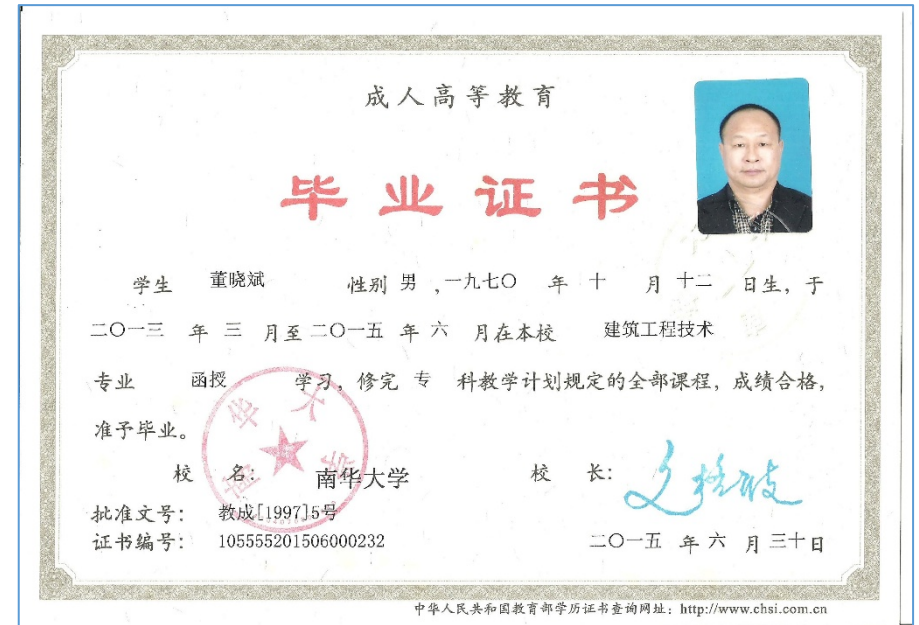 成人高等教育
毕业证书
学生 董晓斌 性别 男 ,一九七〇 年 十 月 十二 日生, 于
二〇一三 年 三 月至 二〇一五 年 六 月在本校 建筑工程技术
专业 函授 学习, 修完 专 科教学计划规定的全部课程, 成绩合格,
准予毕业。
校 名: 南华大学 校 长:
批准文号: 教成[1997]5号
证书编号: 105555201506000232
二〇一五 年 六 月 三十日
中华人民共和国教育部学历证书查询网址: http://www.chsi.com.cn